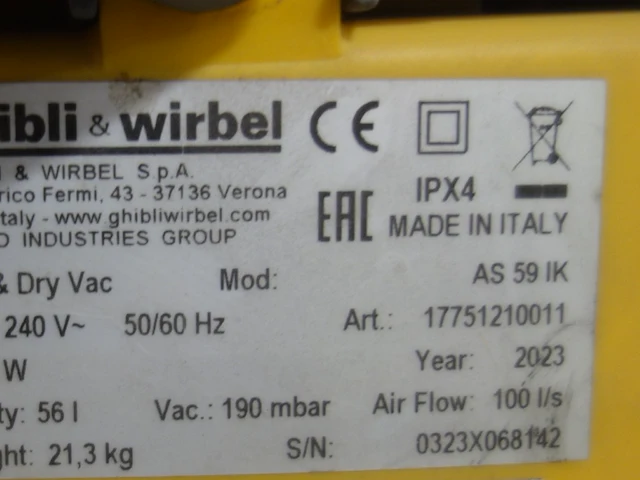 ibli & wirbel CE
& WIRBEL S.p.A.
rico Fermi, 43 - 37136 Verona IPX4
taly - www.ghibliwirbel.com EAC MADE IN ITALY
INDUSTRIES GROUP
& Dry Vac Mod: AS 59 IK
240 V~ 50/60 Hz Art.: 17751210011
W Year: 2023
ty: 56 l Vac.: 190 mbar Air Flow: 100 l/s
ght: 21,3 kg S/N: 0323X068142